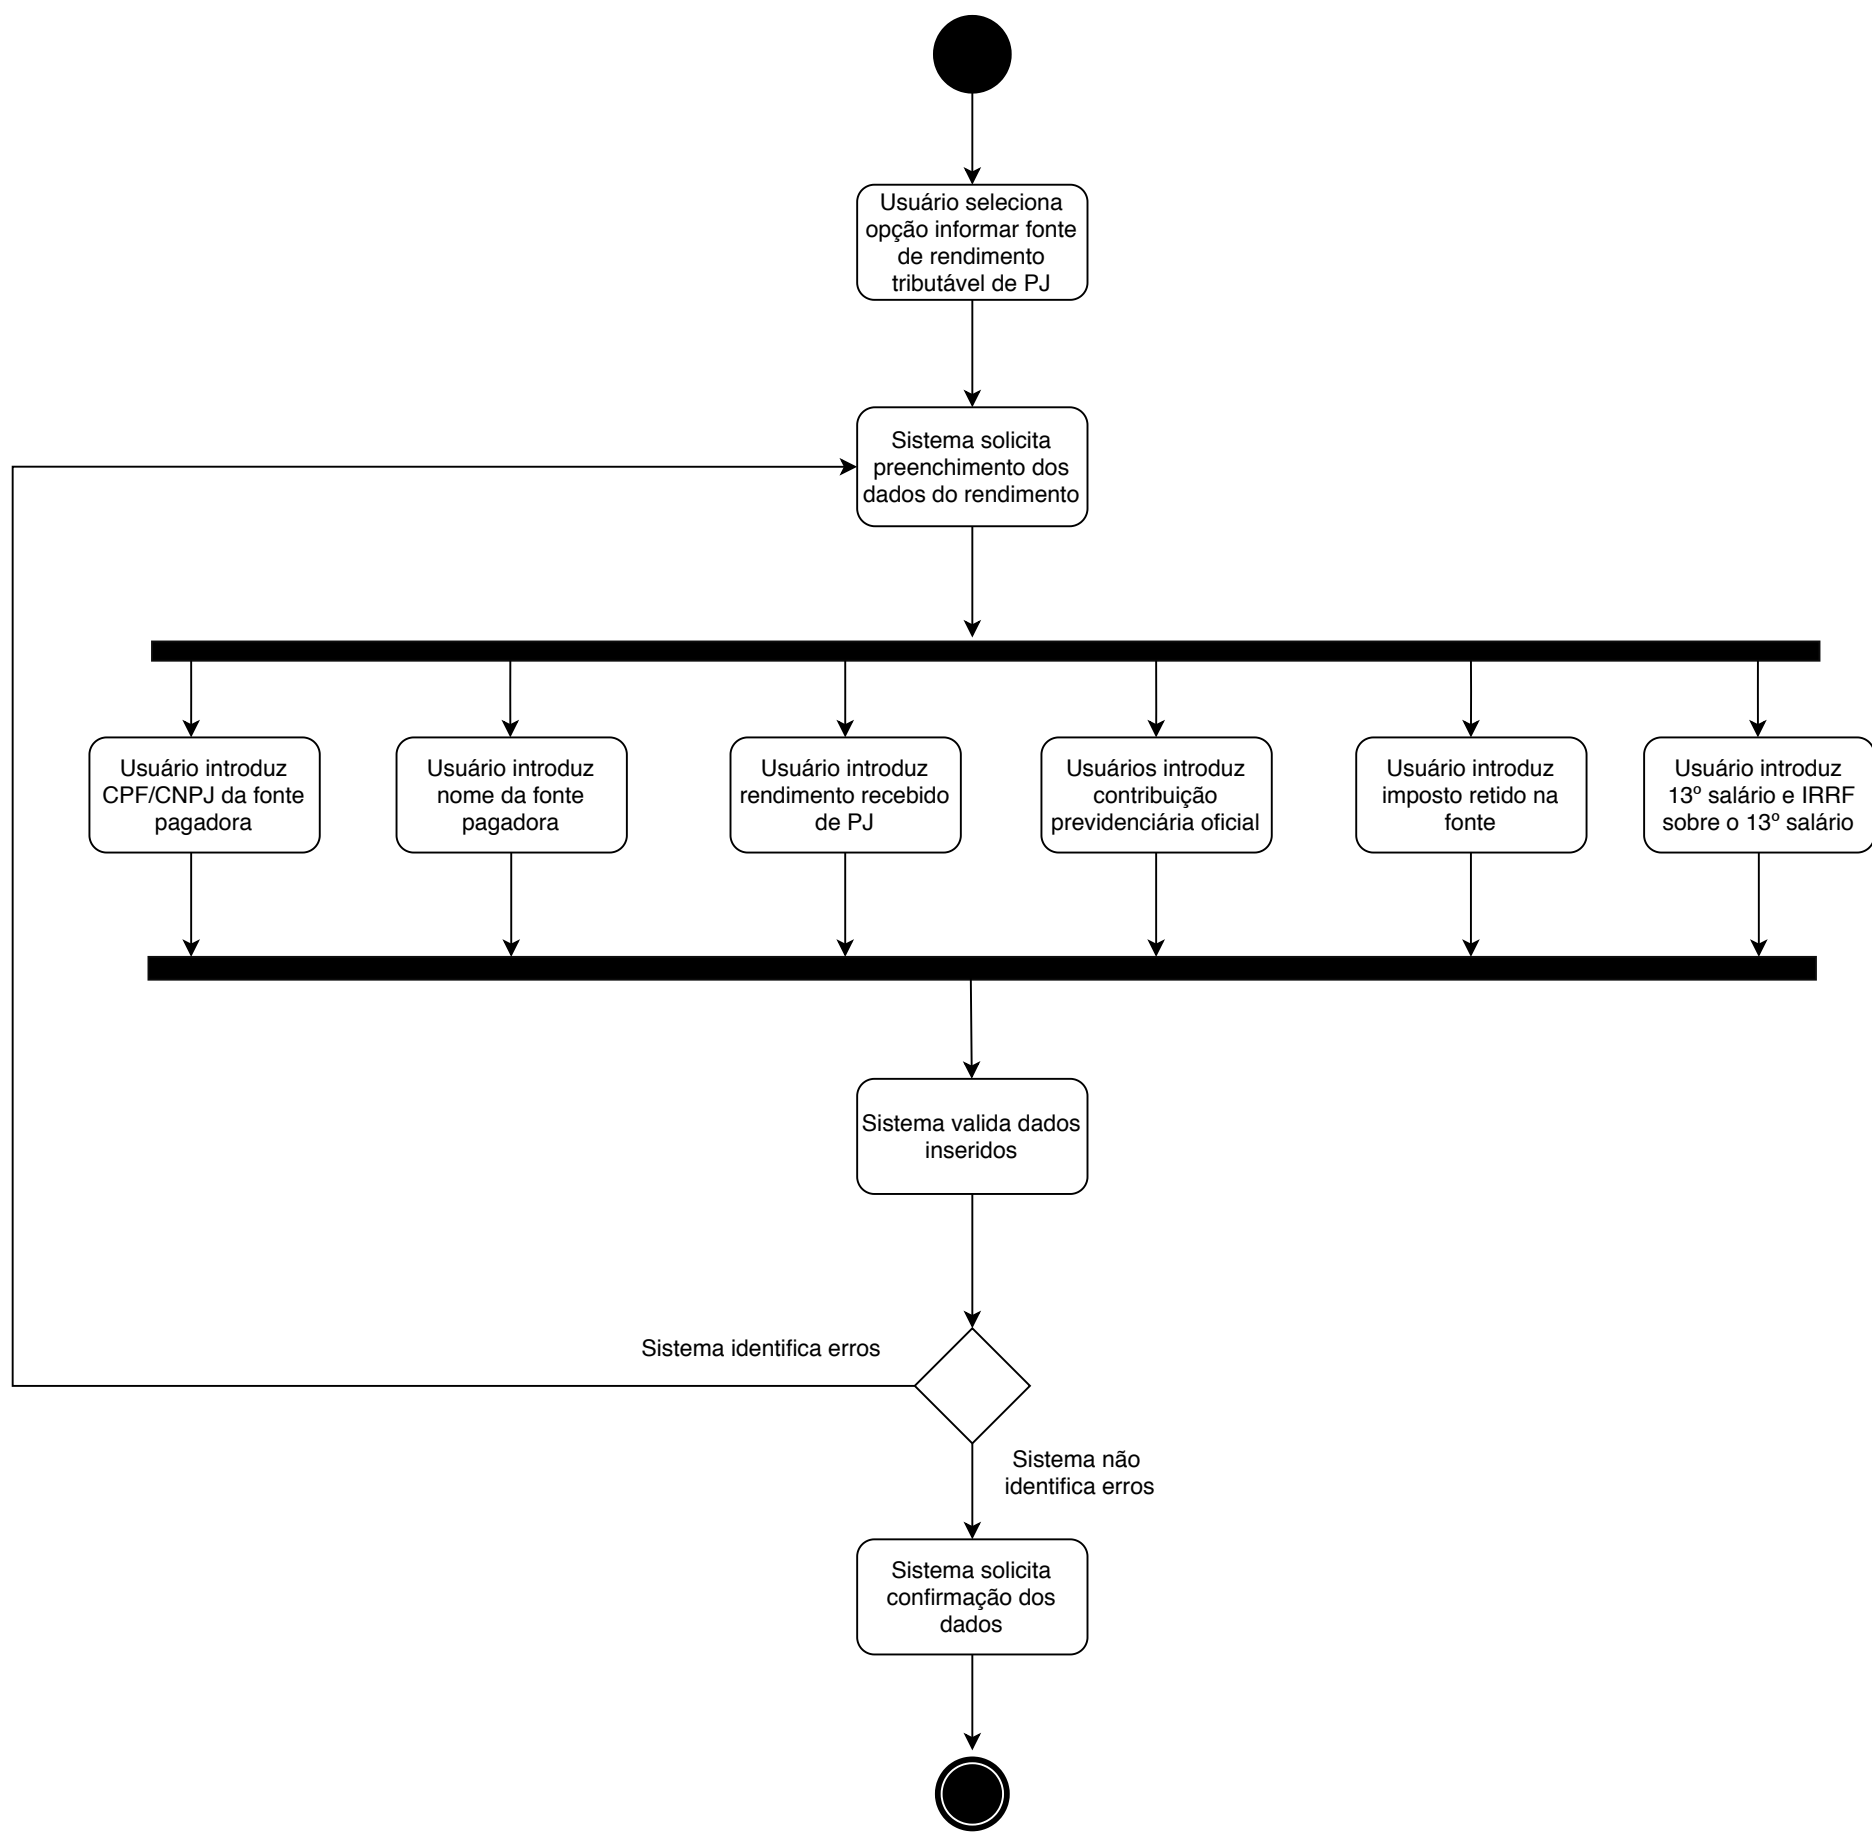 Usuário seleciona
opção informar fonte
de rendimento
tributável de PJ
Sistema solicita
preenchimento dos
dados do rendimento
Usuário introduz
CPF/CNPJ da fonte
pagadora
Usuário introduz
nome da fonte
pagadora
Usuário introduz
rendimento recebido
de PJ
Usuários introduz
contribuição
previdenciária oficial
Usuário introduz
imposto retido na
fonte
Usuário introduz
13º salário e IRRF
sobre o 13º salário
Sistema valida dados
inseridos
Sistema identifica erros
Sistema não
identifica erros
Sistema solicita
confirmação dos
dados